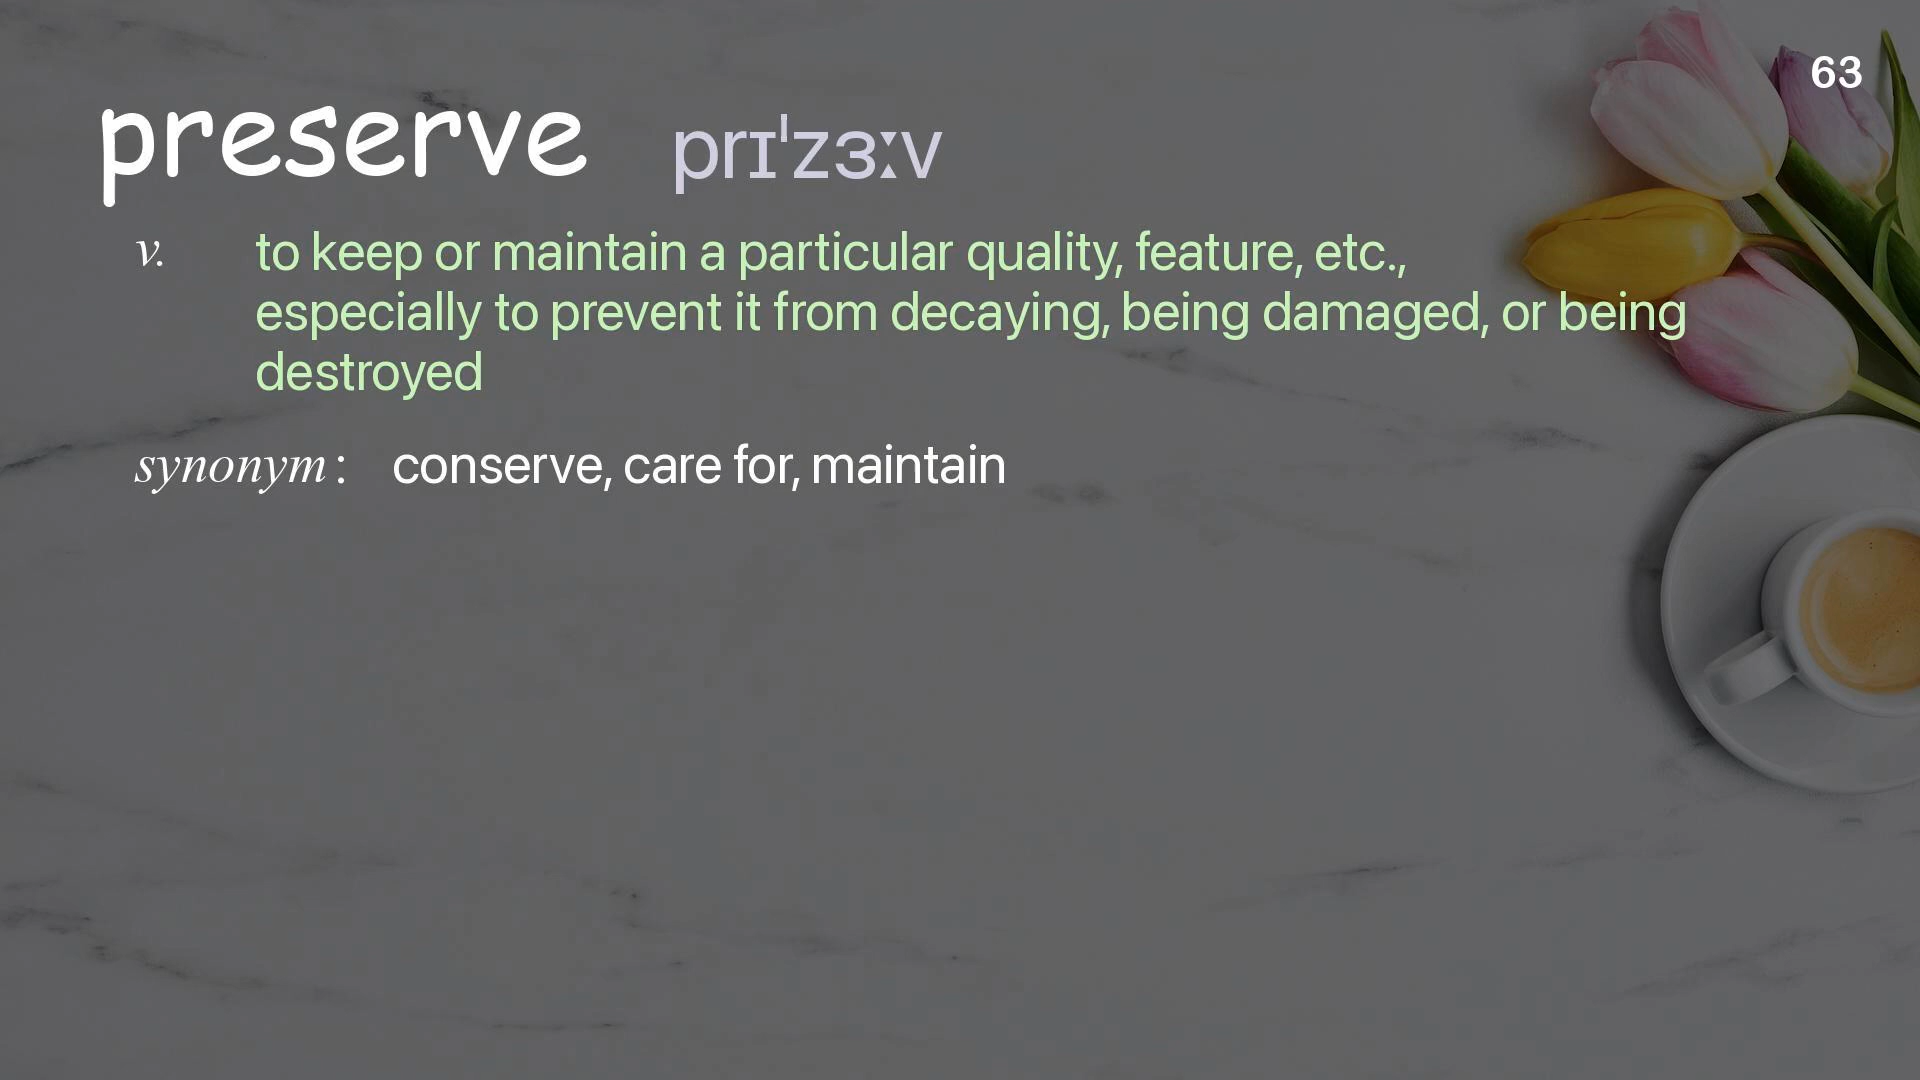 63
preserve prɪˈzɜːv
v. to keep or maintain a particular quality, feature, etc.,
especially to prevent it from decaying, being damaged, or being
destroyed
synonym : conserve, care for, maintain